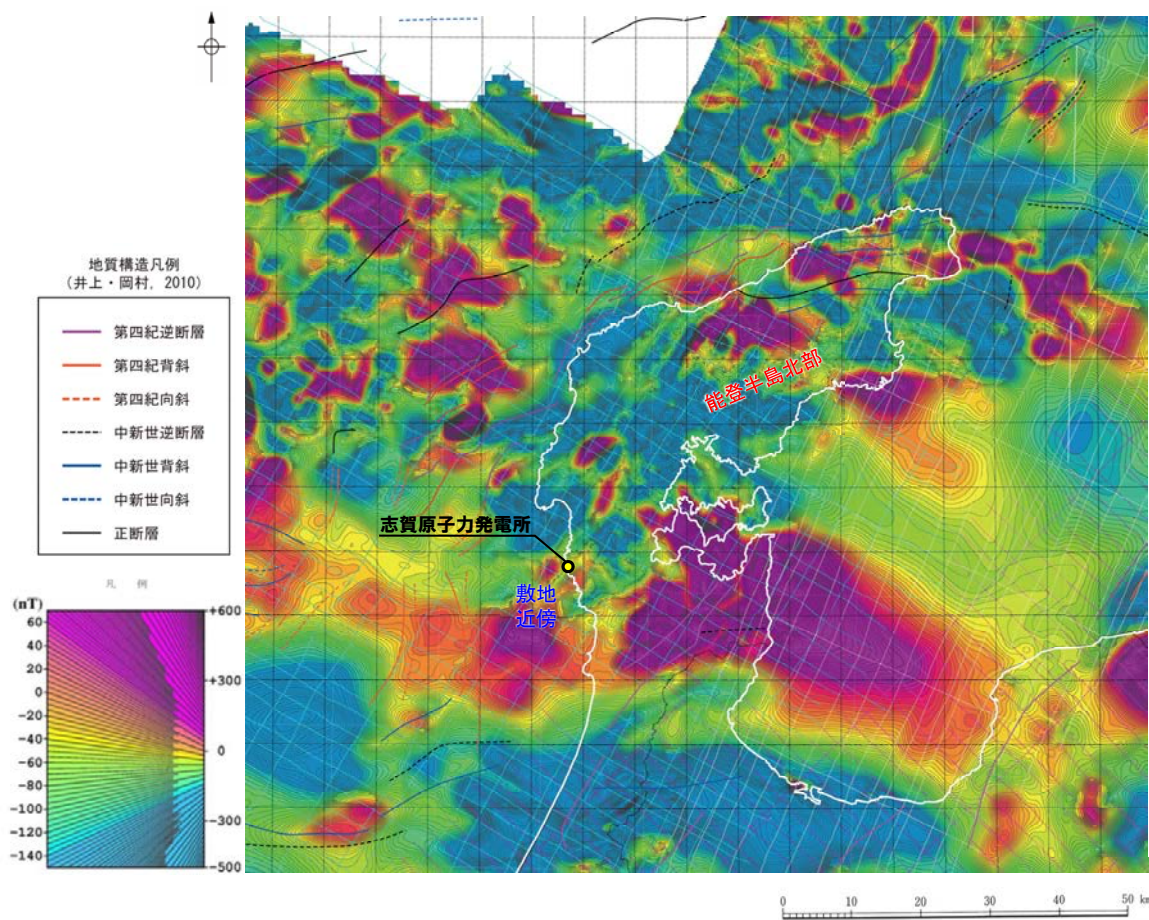 地質構造凡例
(井上・岡村, 2010)
第四紀逆断層
第四紀背斜
第四紀向斜
中新世逆断層
中新世背斜
中新世向斜
正断層
凡 例
(nT)
60
40
20
0
-20
-40
-60
-80
-100
-120
-140
+600
+300
0
-300
-500
能登半島北部
志賀原子力発電所
敷地
近傍
0 10 20 30 40 50 km